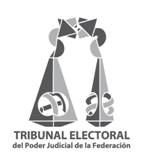 TRIBUNAL ELECTORAL
del Poder Judicial de la Federación